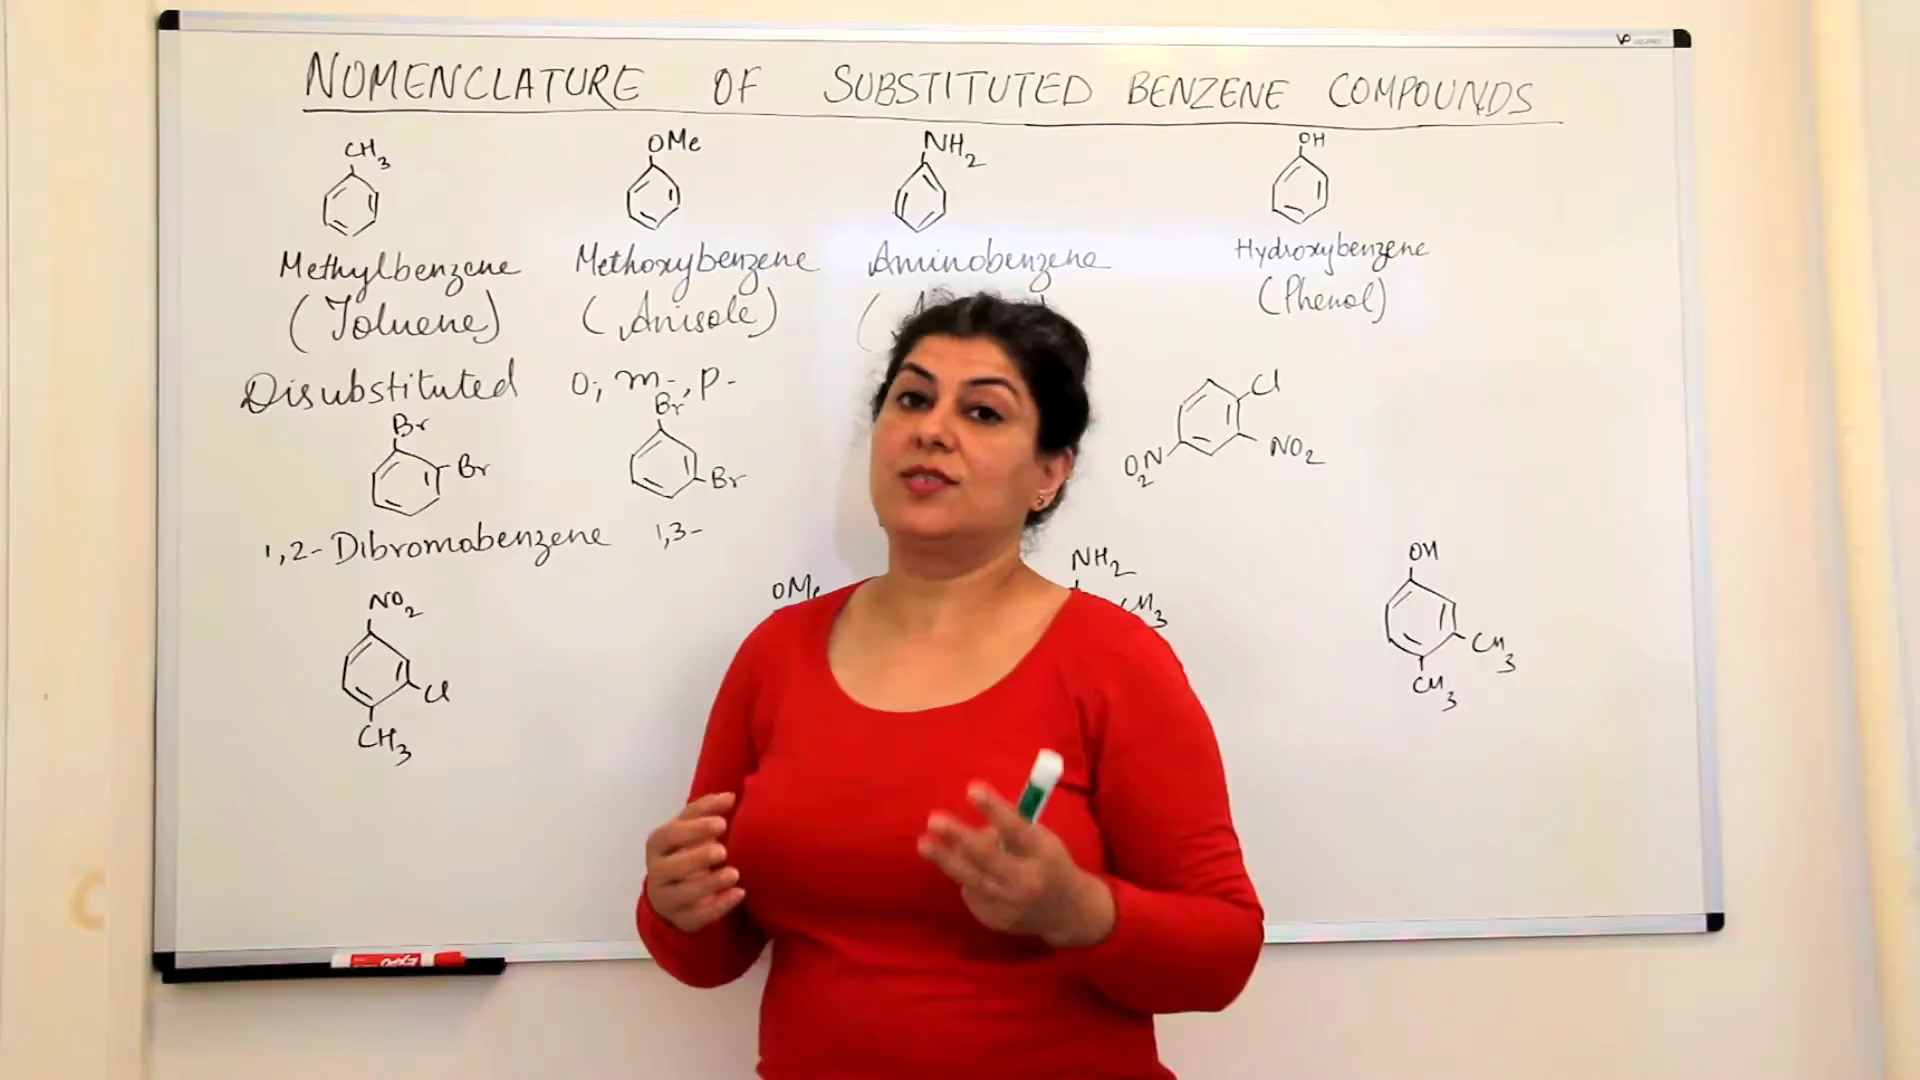 NOMENCLATURE OF SUBSTITUTED BENZENE COMPOUNDS
CH3
OMe
NH2
OH
Methylbenzene
Methoxybenzene
Aminobenzene
Hydroxybenzene
(Toluene)
(Anisole)
(Phenol)
Disubstituted
o-, m-, p-
Br
Br
Br
Br
Cl
NO2
O2N
1,2-Dibromobenzene
1,3-
NO2
Cl
CH3
OMe
NH2
CH3
OH
CH3
CH3
EXPO